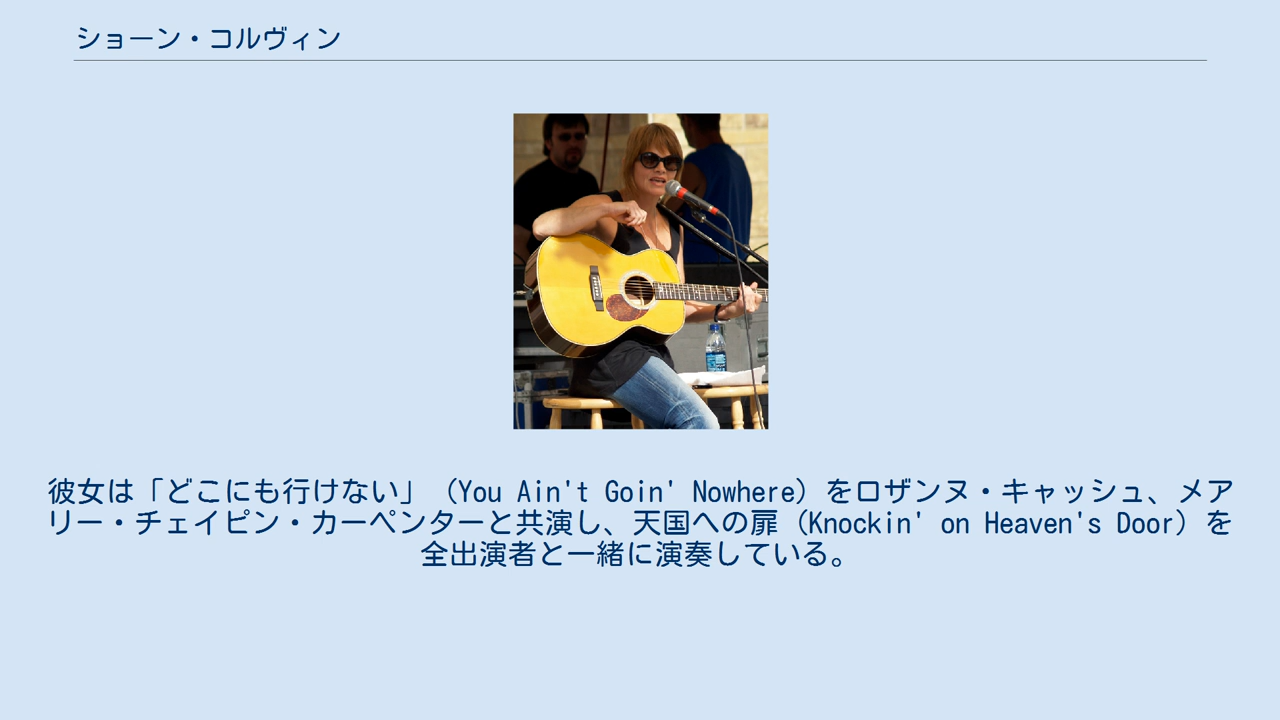 ショーン・コルヴィン
彼女は「どこにも行けない」（You Ain't Goin' Nowhere）をロザンヌ・キャッシュ、メア
リー・チェイピン・カーペンターと共演し、天国への扉（Knockin' on Heaven's Door）を
全出演者と一緒に演奏している。